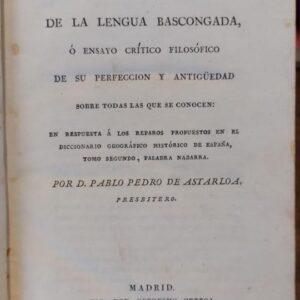 DE LA LENGUA BASCONGADA,
Ó ENSAYO CRÍTICO FILOSÓFICO
DE SU PERFECCION Y ANTIGÜEDAD
SOBRE TODAS LAS QUE SE CONOCEN:
EN RESPUESTA Á LOS REPAROS PROPUESTOS EN EL
DICCIONARIO GEOGRÁFICO HISTÓRICO DE ESPAÑA,
TOMO SEGUNDO, PALABRA NABARRA.
POR D. PABLO PEDRO DE ASTARLOA,
PRESBITERO.
MADRID.